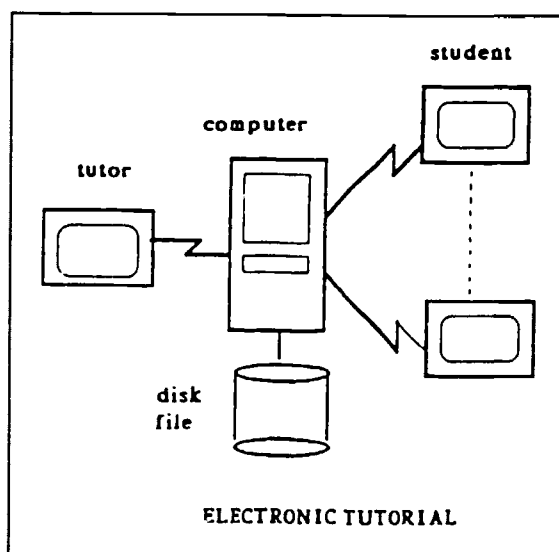 student
computer
tutor
disk
file
ELECTRONIC TUTORIAL